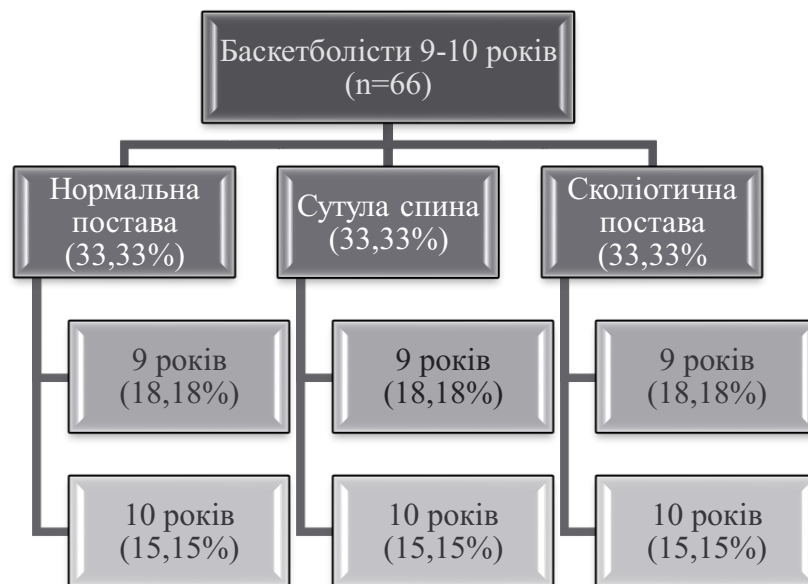 Баскетболісти 9-10 років
(n=66)
Нормальна
постава
(33,33%)
Сутула спина
(33,33%)
Сколіотична
постава
(33,33%
9 років
(18,18%)
9 років
(18,18%)
9 років
(18,18%)
10 років
(15,15%)
10 років
(15,15%)
10 років
(15,15%)